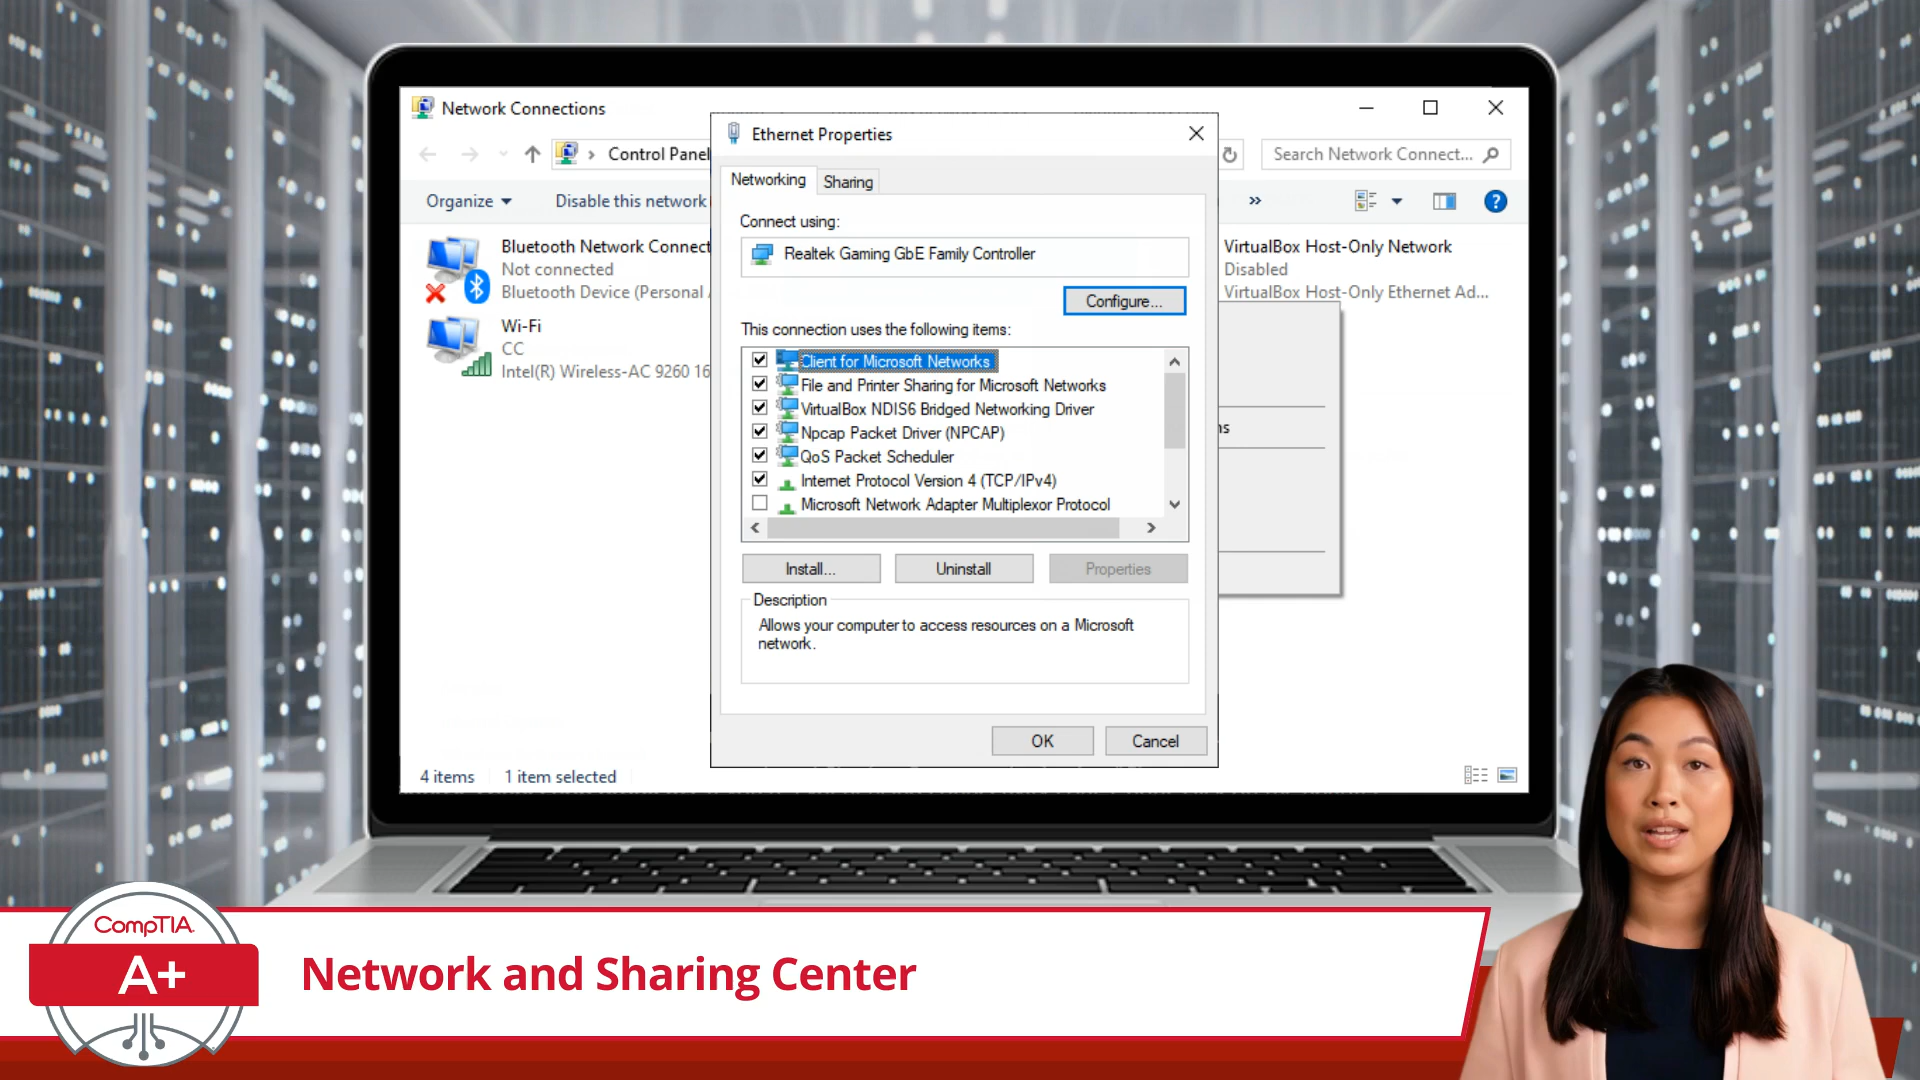 Network Connections
Control Panel
Search Network Connect...
Organize
Disable this network
Bluetooth Network Connect
Not connected
Bluetooth Device (Personal
Wi-Fi
CC
Intel(R) Wireless-AC 9260 16
VirtualBox Host-Only Network
Disabled
VirtualBox Host-Only Ethernet Ad...
ns
4 items
1 item selected
Ethernet Properties
Networking
Sharing
Connect using:
Realtek Gaming GbE Family Controller
Configure...
This connection uses the following items:
Client for Microsoft Networks
File and Printer Sharing for Microsoft Networks
VirtualBox NDIS6 Bridged Networking Driver
Npcap Packet Driver (NPCAP)
QoS Packet Scheduler
Internet Protocol Version 4 (TCP/IPv4)
Microsoft Network Adapter Multiplexor Protocol
Install...
Uninstall
Properties
Description
Allows your computer to access resources on a Microsoft
network.
OK
Cancel
CompTIA.
A+
Network and Sharing Center